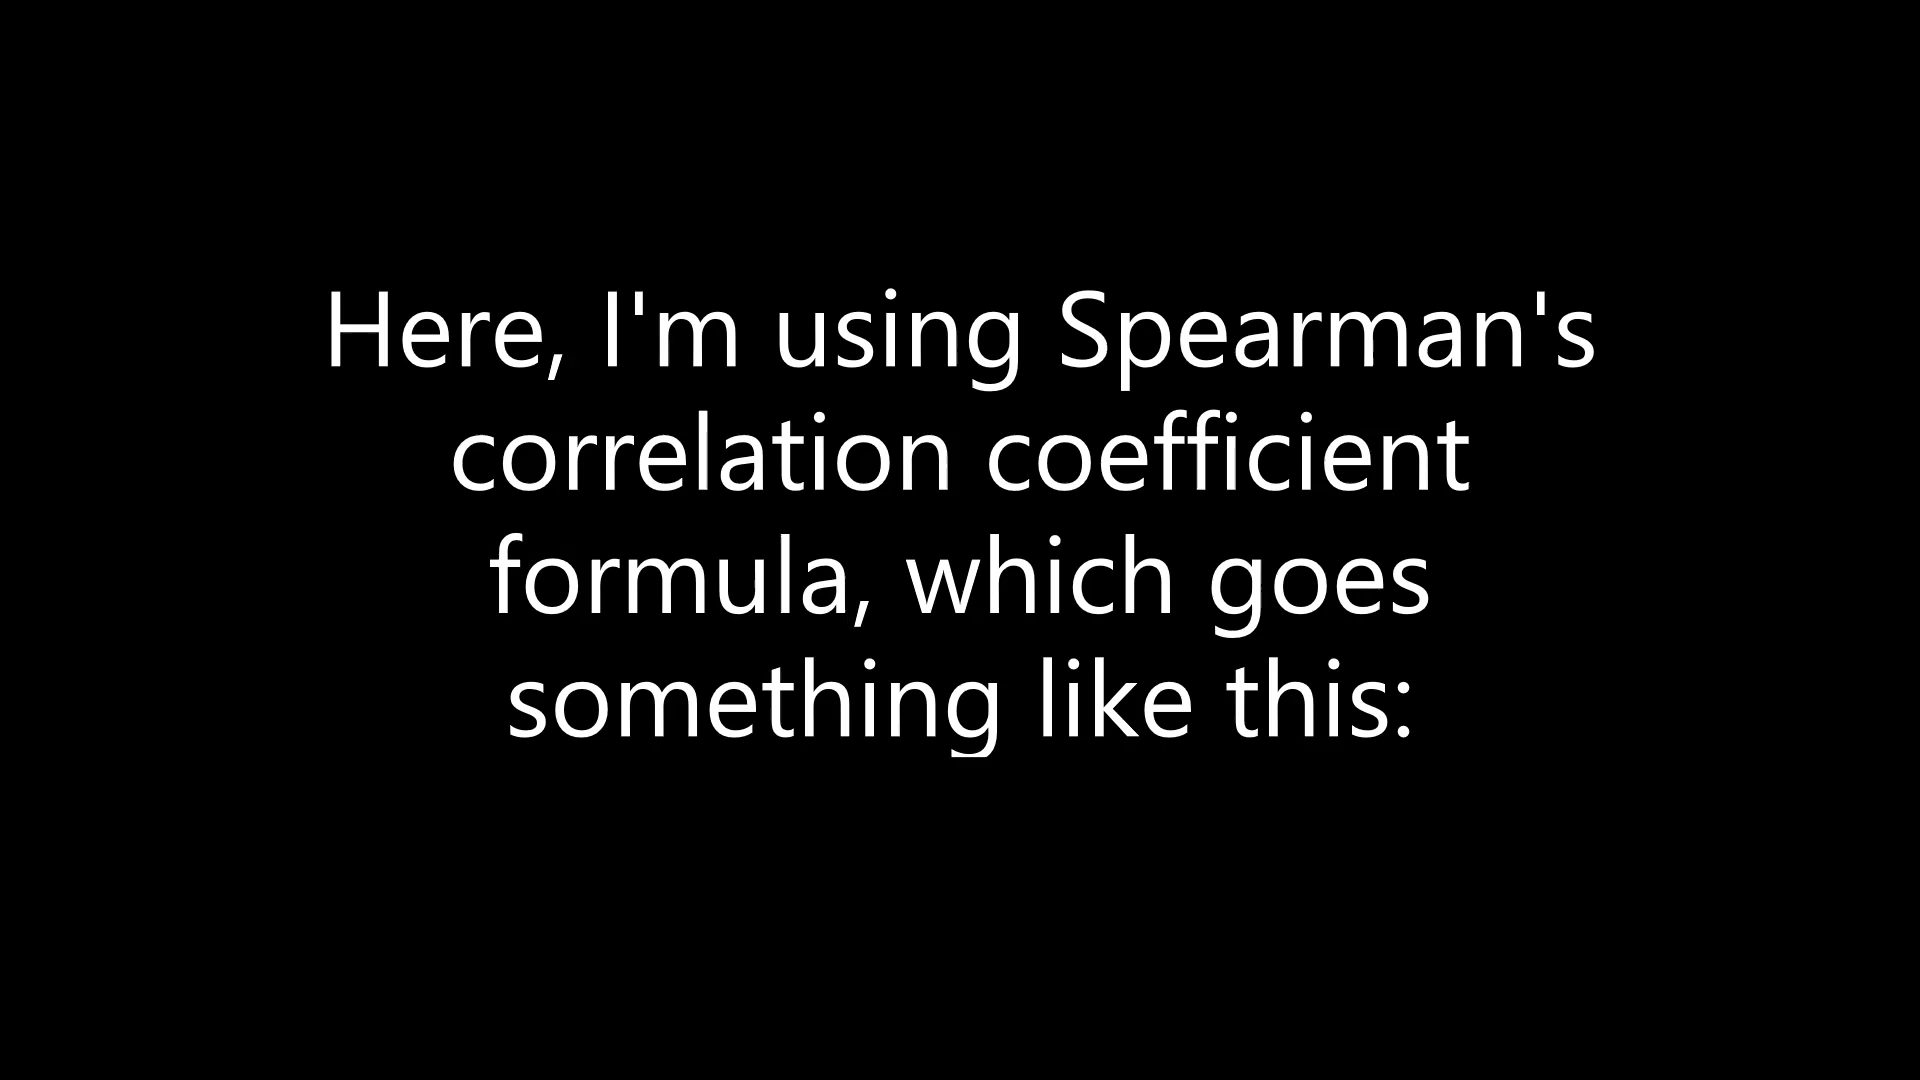 Here, I'm using Spearman's
correlation coefficient
formula, which goes
something like this: